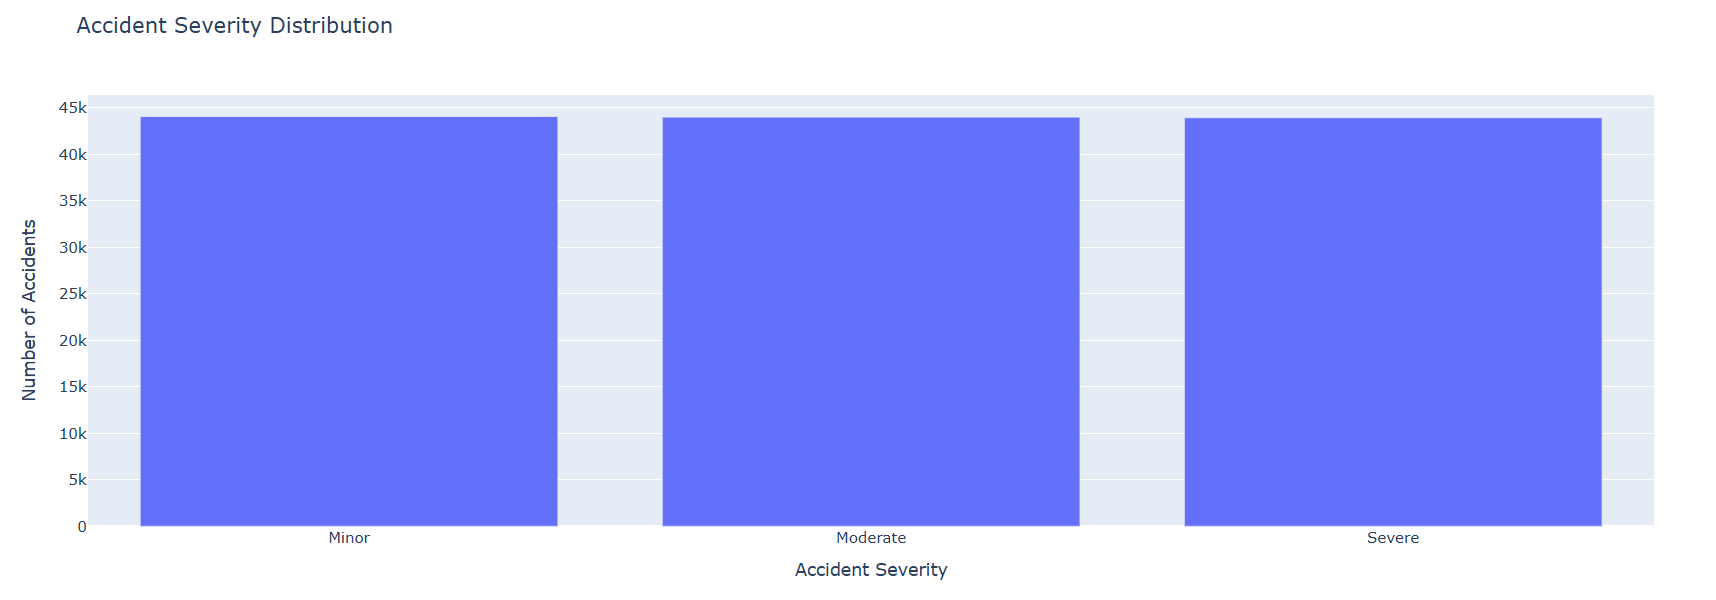 Accident Severity Distribution
45k
40k
35k
30k
25k
20k
15k
10k
5k
0
Number of Accidents
Minor
Moderate
Severe
Accident Severity